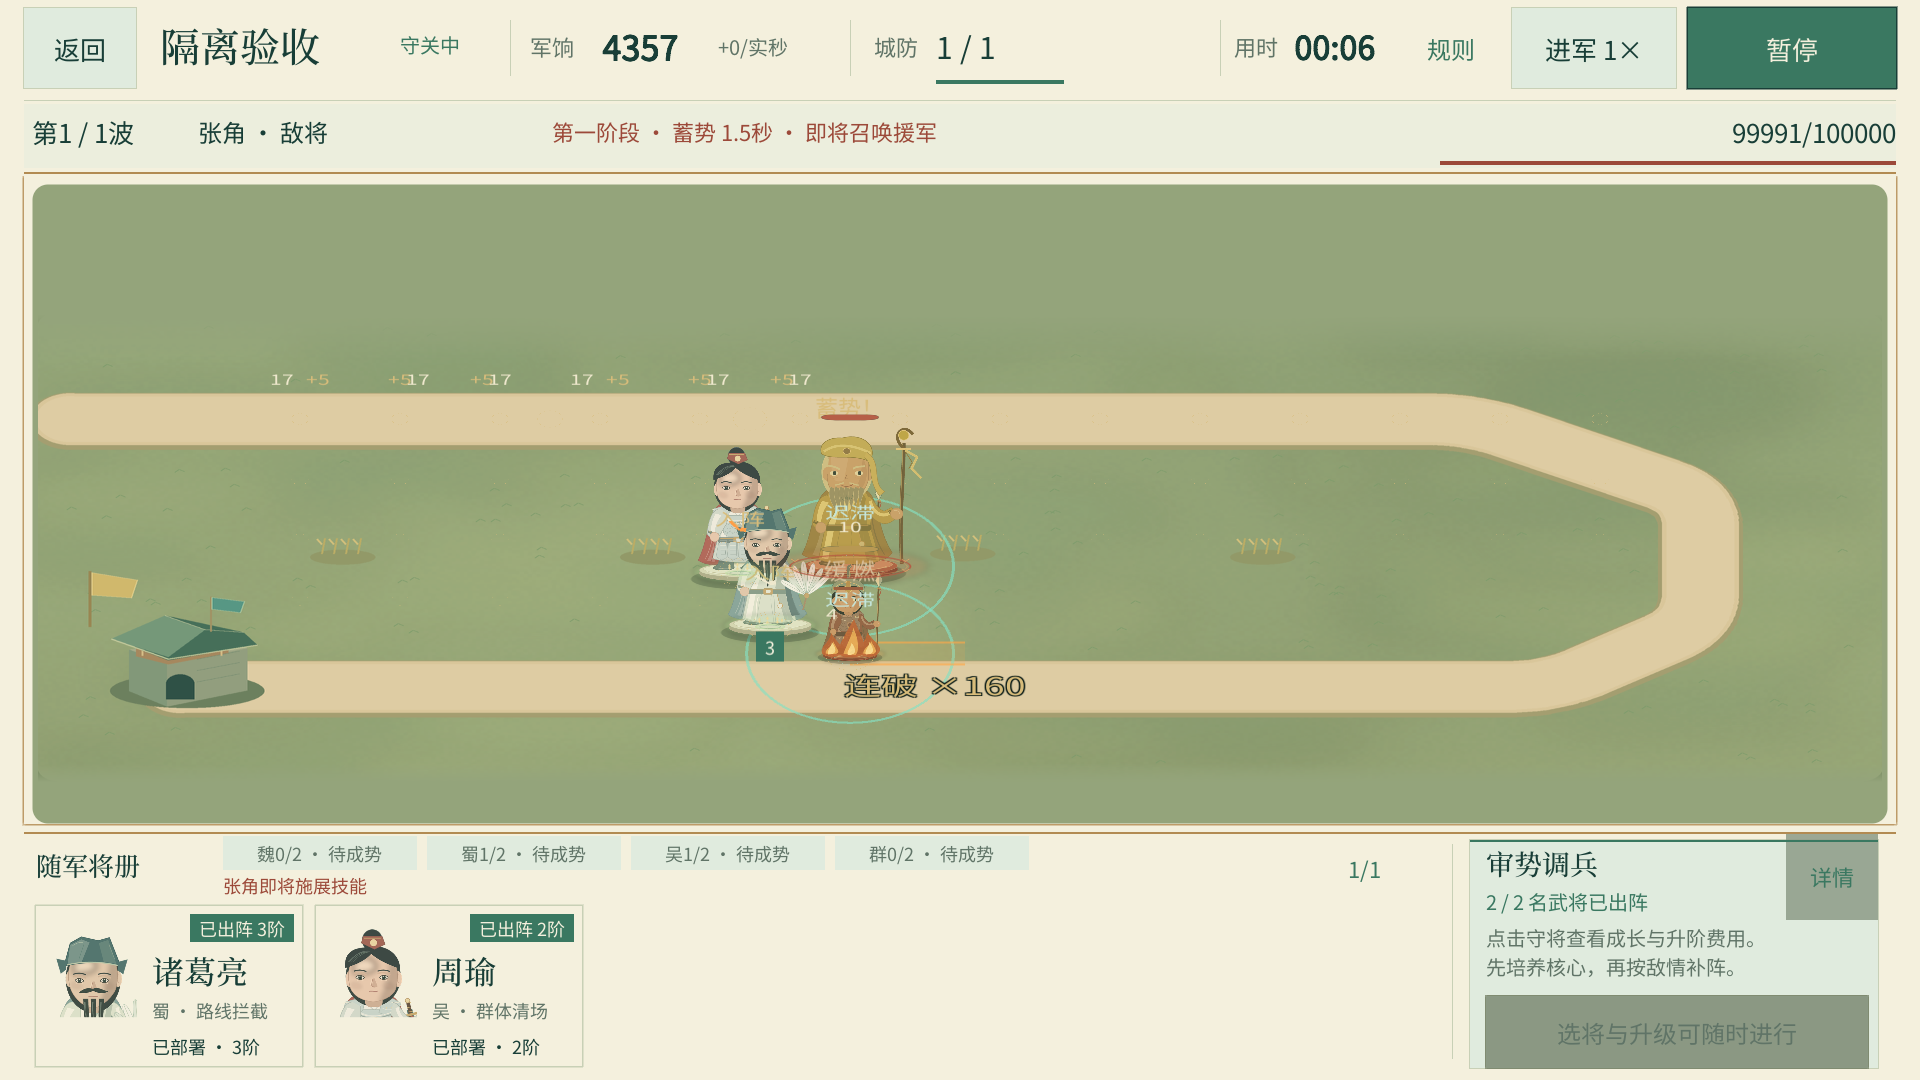 返回
隔离验收
守关中
军饷 4357 +0/实秒
城防 1 / 1
用时 00:06
规则
进军 1×
暂停
第1 / 1波
张角 · 敌将
第一阶段 · 蓄势 1.5秒 · 即将召唤援军
99991/100000
17 +5 +5 17 +5 17 17 +5 +5 17 +5 17
蓄势!
迟滞
10
缓燃
迟滞
3
连破 ×160
随军将册
魏0/2 · 待成势
蜀1/2 · 待成势
吴1/2 · 待成势
群0/2 · 待成势
张角即将施展技能
1/1
已出阵 3阶
诸葛亮
蜀 · 路线拦截
已部署 · 3阶
已出阵 2阶
周瑜
吴 · 群体清场
已部署 · 2阶
审势调兵
详情
2 / 2 名武将已出阵
点击守将查看成长与升阶费用。
先培养核心，再按敌情补阵。
选将与升级可随时进行